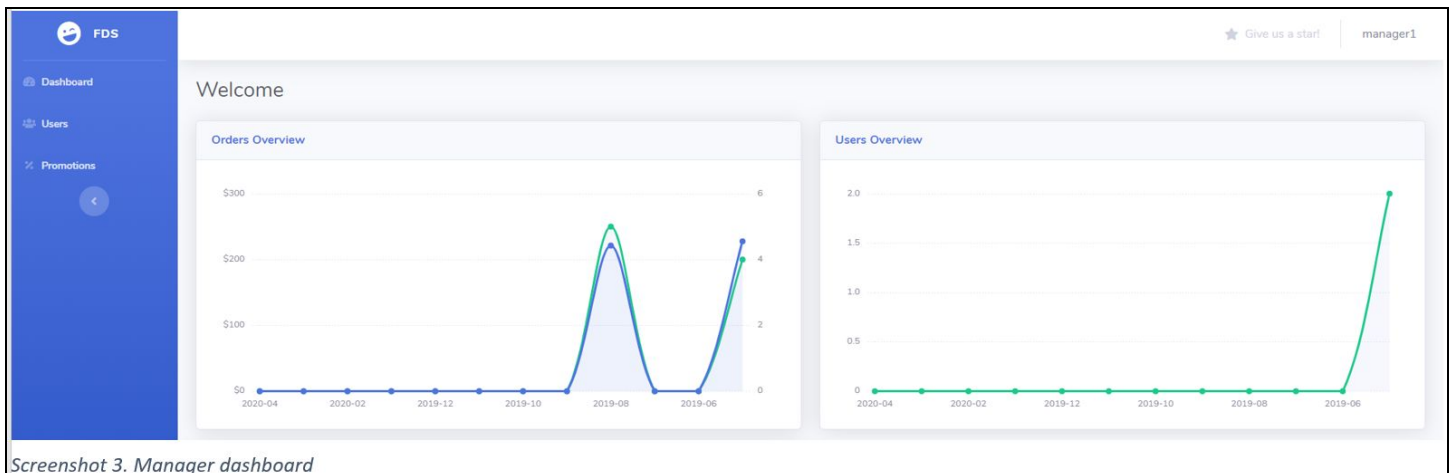 FDS
Give us a star!
manager1
Dashboard
Users
Promotions
Welcome
Orders Overview
$300
$200
$100
$0
6
4
2
0
2020-04 2020-02 2019-12 2019-10 2019-08 2019-06
Users Overview
2.0
1.5
1.0
0.5
0
2020-04 2020-02 2019-12 2019-10 2019-08 2019-06
Screenshot 3. Manager dashboard